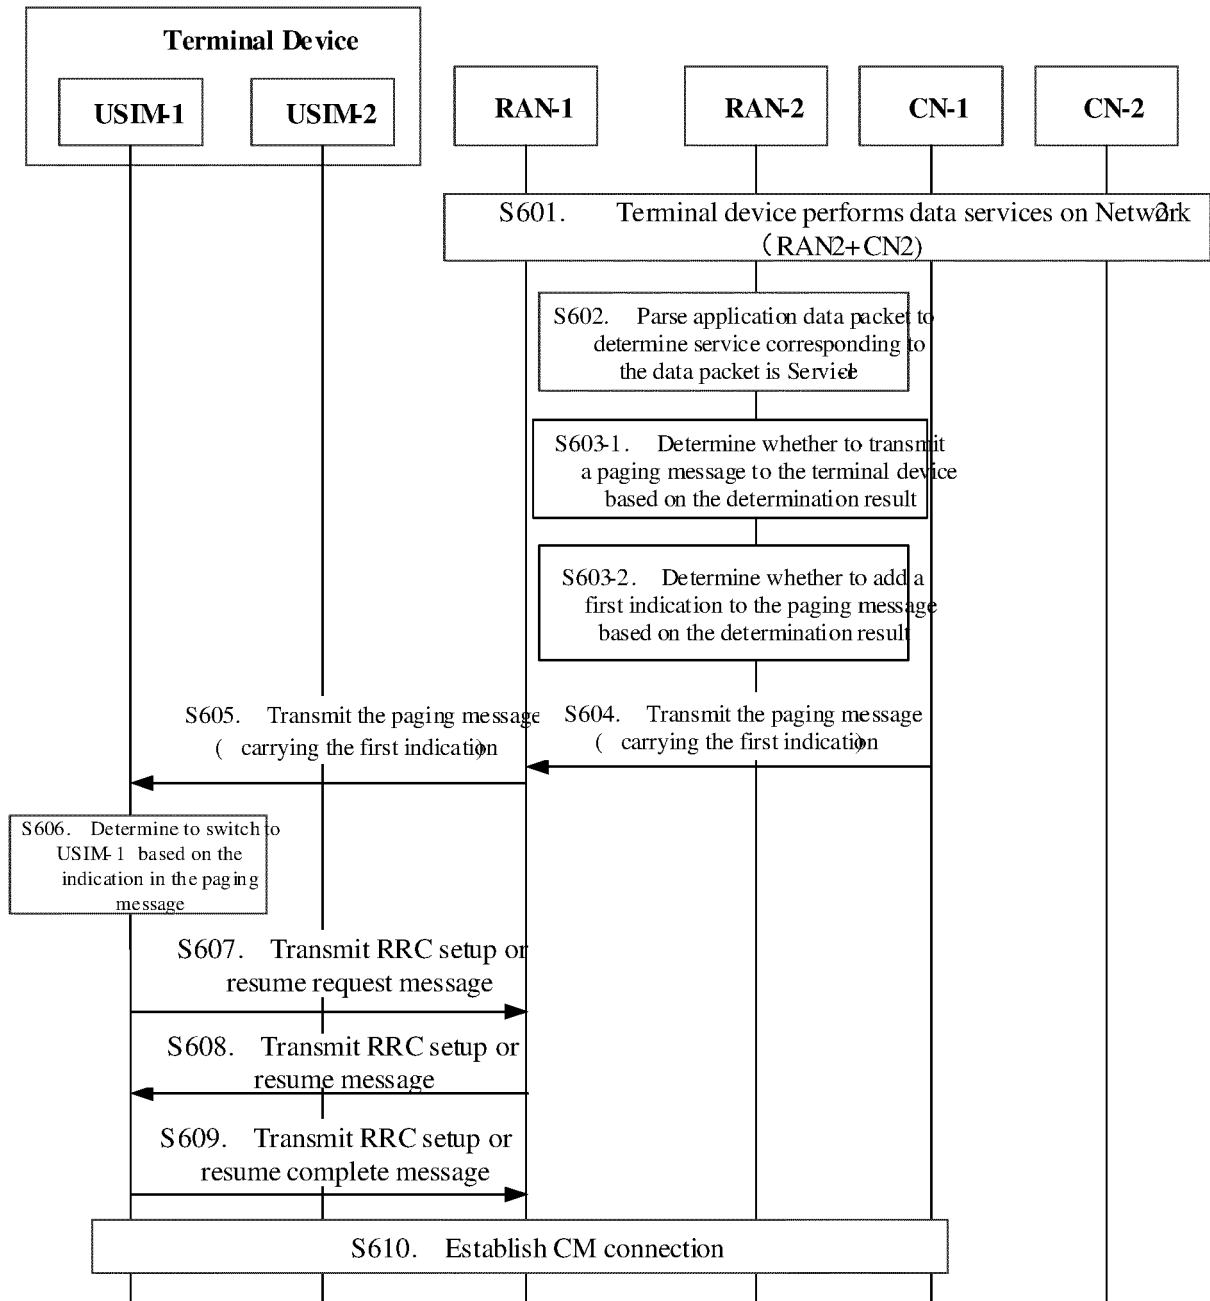 Terminal Device
USIM-1
USIM-2
RAN-1
RAN-2
CN-1
CN-2
S601. Terminal device performs data services on Network 2
(RAN2+CN2)
S602. Parse application data packet to
determine service corresponding to
the data packet is Service-1
S603-1. Determine whether to transmit
a paging message to the terminal device
based on the determination result
S603-2. Determine whether to add a
first indication to the paging message
based on the determination result
S605. Transmit the paging message
( carrying the first indication)
S604. Transmit the paging message
( carrying the first indication)
S606. Determine to switch to
USIM-1 based on the
indication in the paging
message
S607. Transmit RRC setup or
resume request message
S608. Transmit RRC setup or
resume message
S609. Transmit RRC setup or
resume complete message
S610. Establish CM connection